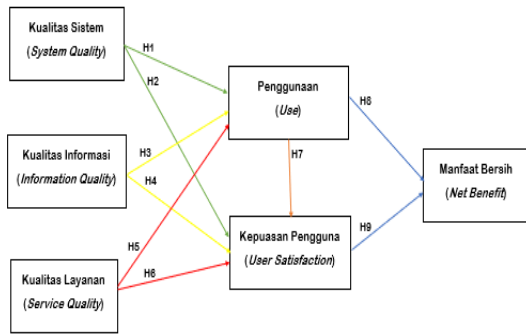 Kualitas Sistem
(System Quality)
H1
H2
Penggunaan
(Use)
H8
Kualitas Informasi
(Information Quality)
H3
H4
H7
Manfaat Bersih
(Net Benefit)
H5
H6
Kepuasan Pengguna
(User Satisfaction)
H9
Kualitas Layanan
(Service Quality)